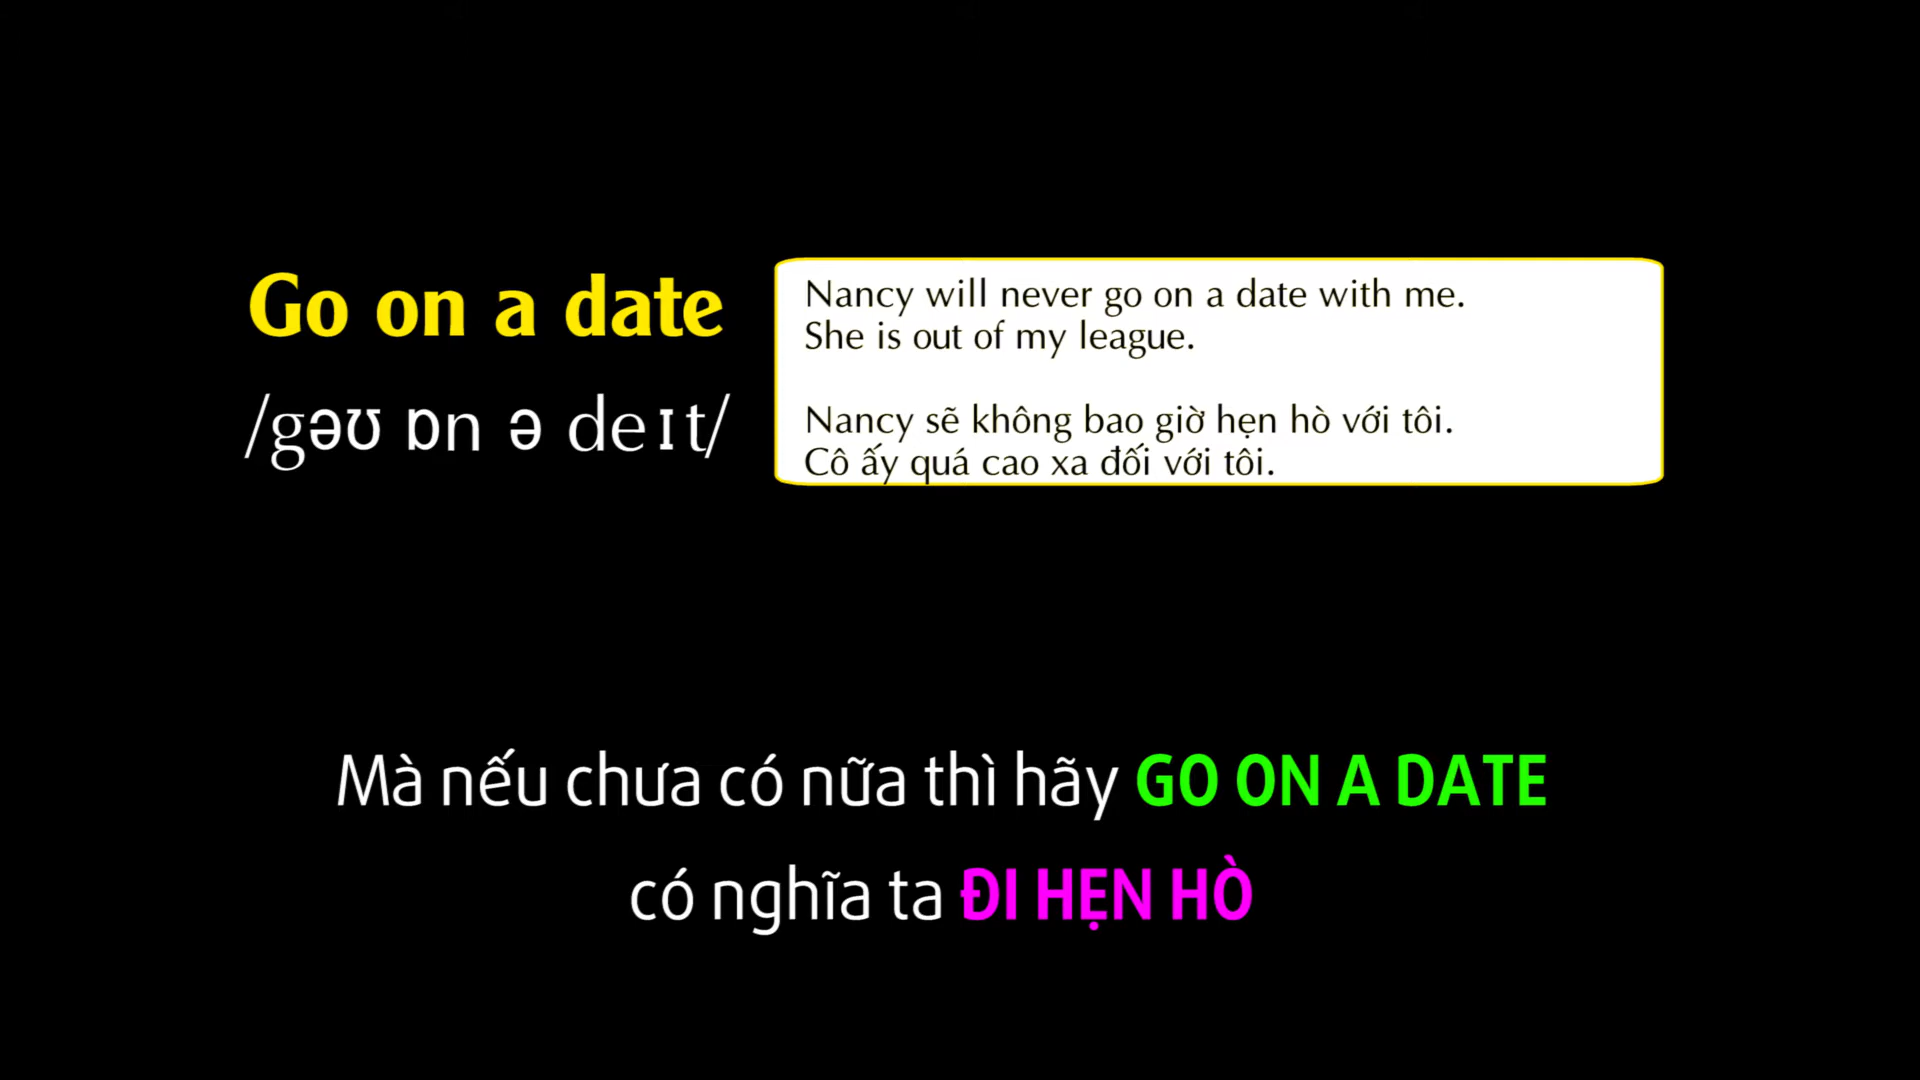 Go on a date
/gəʊ ɒn ə deɪt/
Nancy will never go on a date with me.
She is out of my league.
Nancy sẽ không bao giờ hẹn hò với tôi.
Cô ấy quá cao xa đối với tôi.
Mà nếu chưa có nữa thì hãy GO ON A DATE
có nghĩa ta ĐI HẸN HÒ